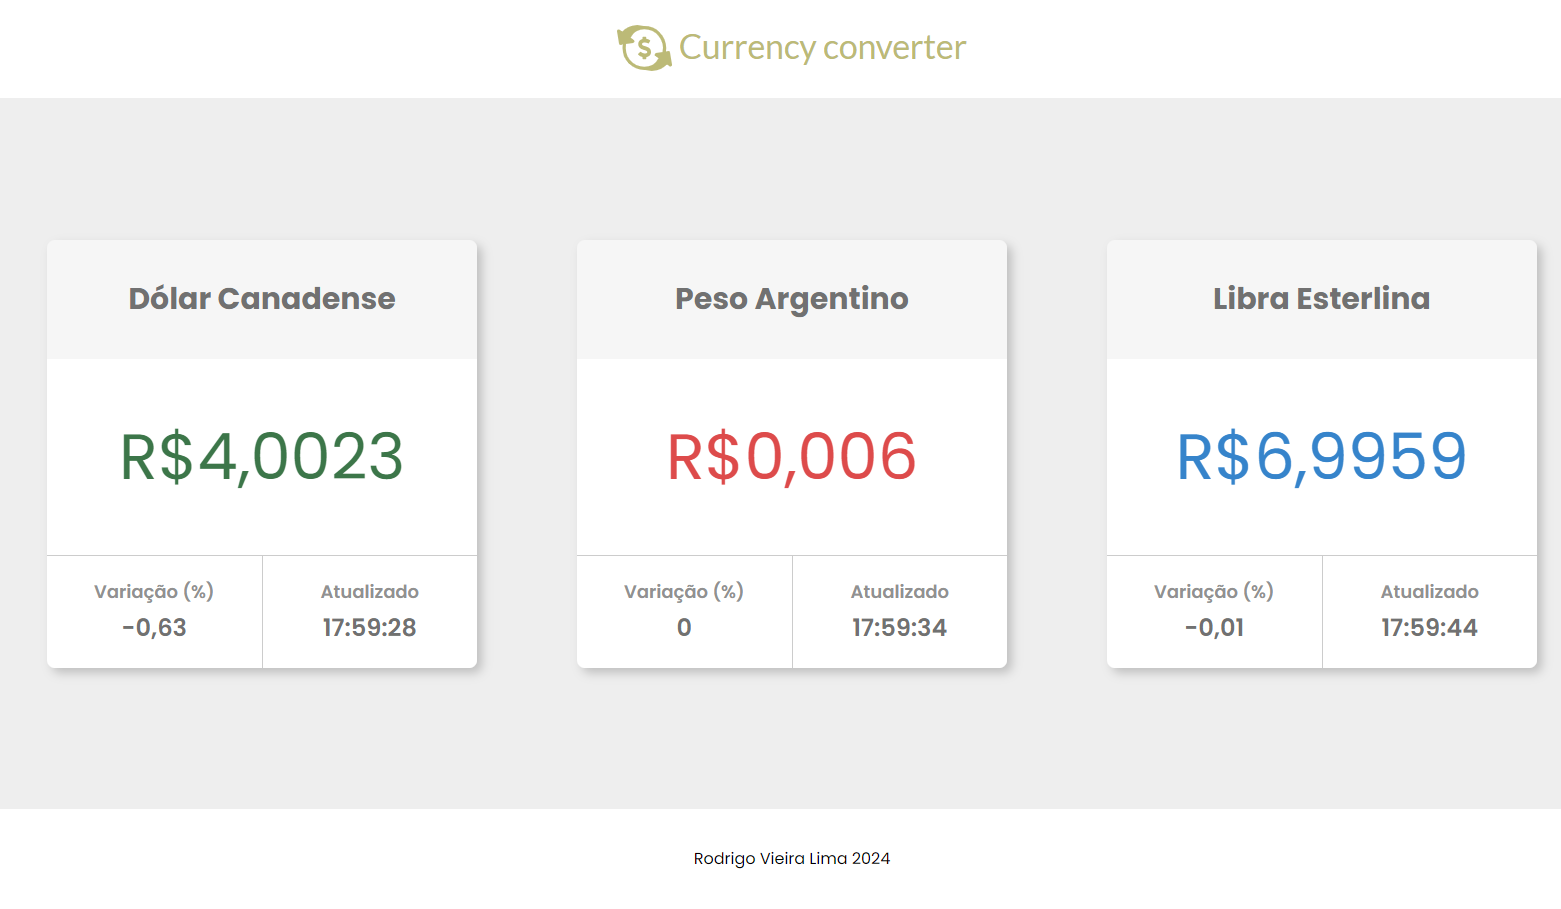 Currency converter
Dólar Canadense
R$4,0023
Variação (%)
-0,63
Atualizado
17:59:28
Peso Argentino
R$0,006
Variação (%)
0
Atualizado
17:59:34
Libra Esterlina
R$6,9959
Variação (%)
-0,01
Atualizado
17:59:44
Rodrigo Vieira Lima 2024